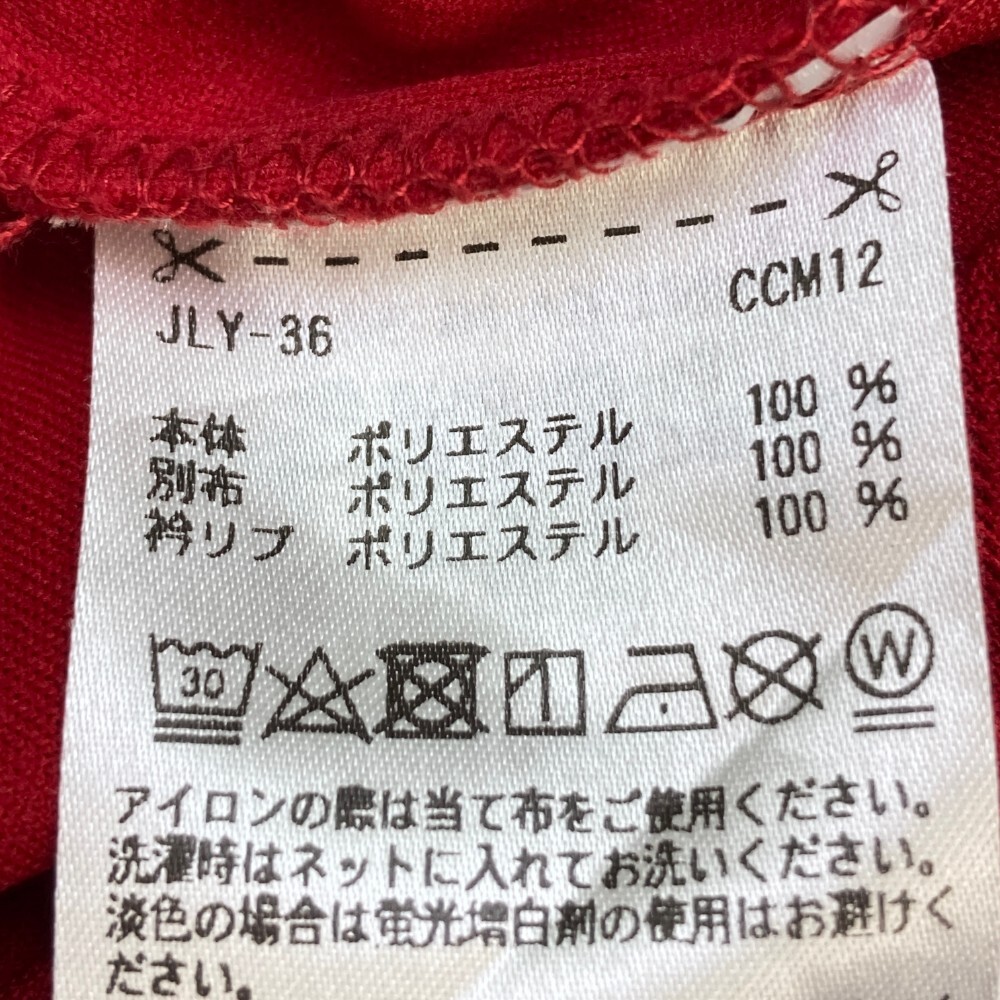 JLY-36 CCM12
本体 ポリエステル 100 %
別布 ポリエステル 100 %
衿リブ ポリエステル 100 %
30 W
アイロンの際は当て布をご使用ください。
洗濯時はネットに入れてお洗いください。
淡色の場合は蛍光増白剤の使用はお避けく
ださい。